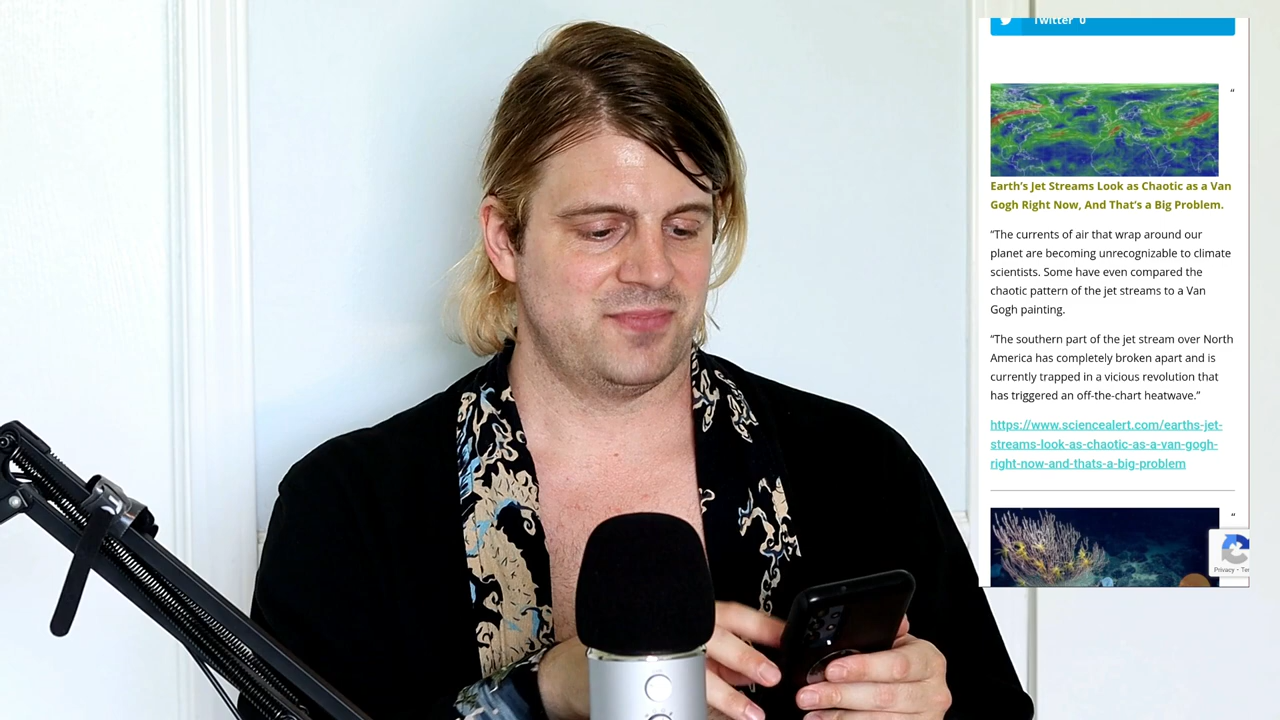 Twitter 0
“
Earth’s Jet Streams Look as Chaotic as a Van
Gogh Right Now, And That’s a Big Problem.
“The currents of air that wrap around our
planet are becoming unrecognizable to climate
scientists. Some have even compared the
chaotic pattern of the jet streams to a Van
Gogh painting.
“The southern part of the jet stream over North
America has completely broken apart and is
currently trapped in a vicious revolution that
has triggered an off-the-chart heatwave.”
https://www.sciencealert.com/earths-jet-
streams-look-as-chaotic-as-a-van-gogh-
right-now-and-thats-a-big-problem
“
Privacy - Te